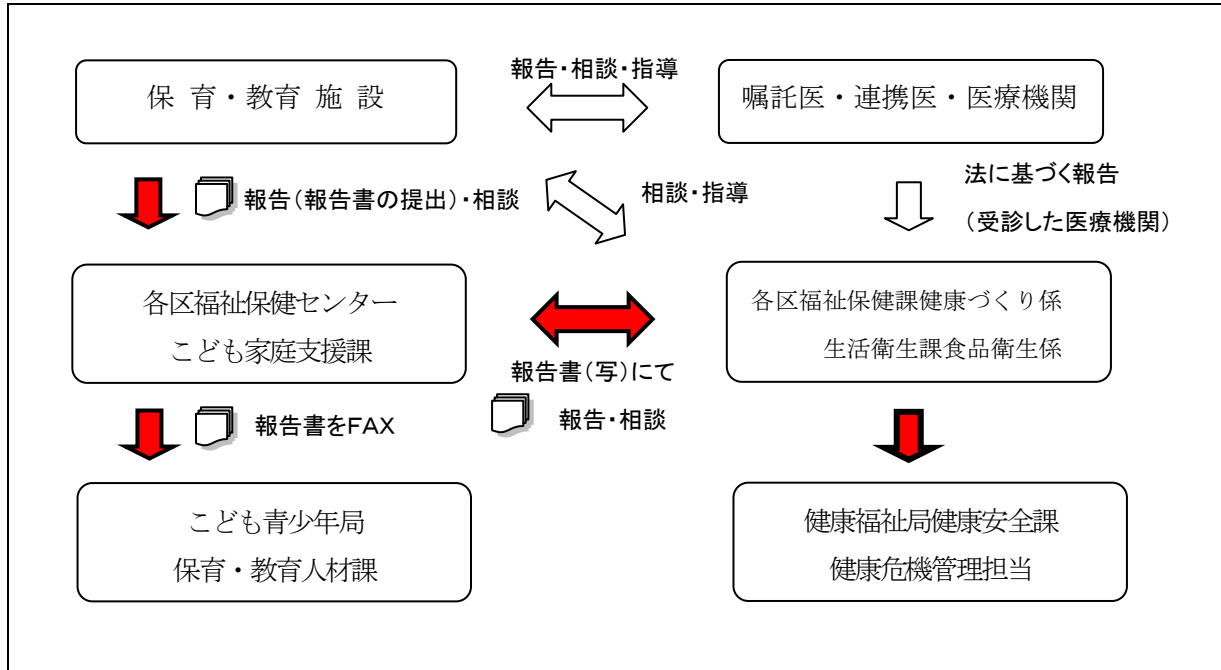 保 育・教育 施 設
報告・相談・指導
嘱託医・連携医・医療機関
報告(報告書の提出)・相談
相談・指導
法に基づく報告
(受診した医療機関)
各区福祉保健センター
こども家庭支援課
報告書(写)にて
報告・相談
各区福祉保健課健康づくり係
生活衛生課食品衛生係
報告書をFAX
こども青少年局
保育・教育人材課
健康福祉局健康安全課
健康危機管理担当